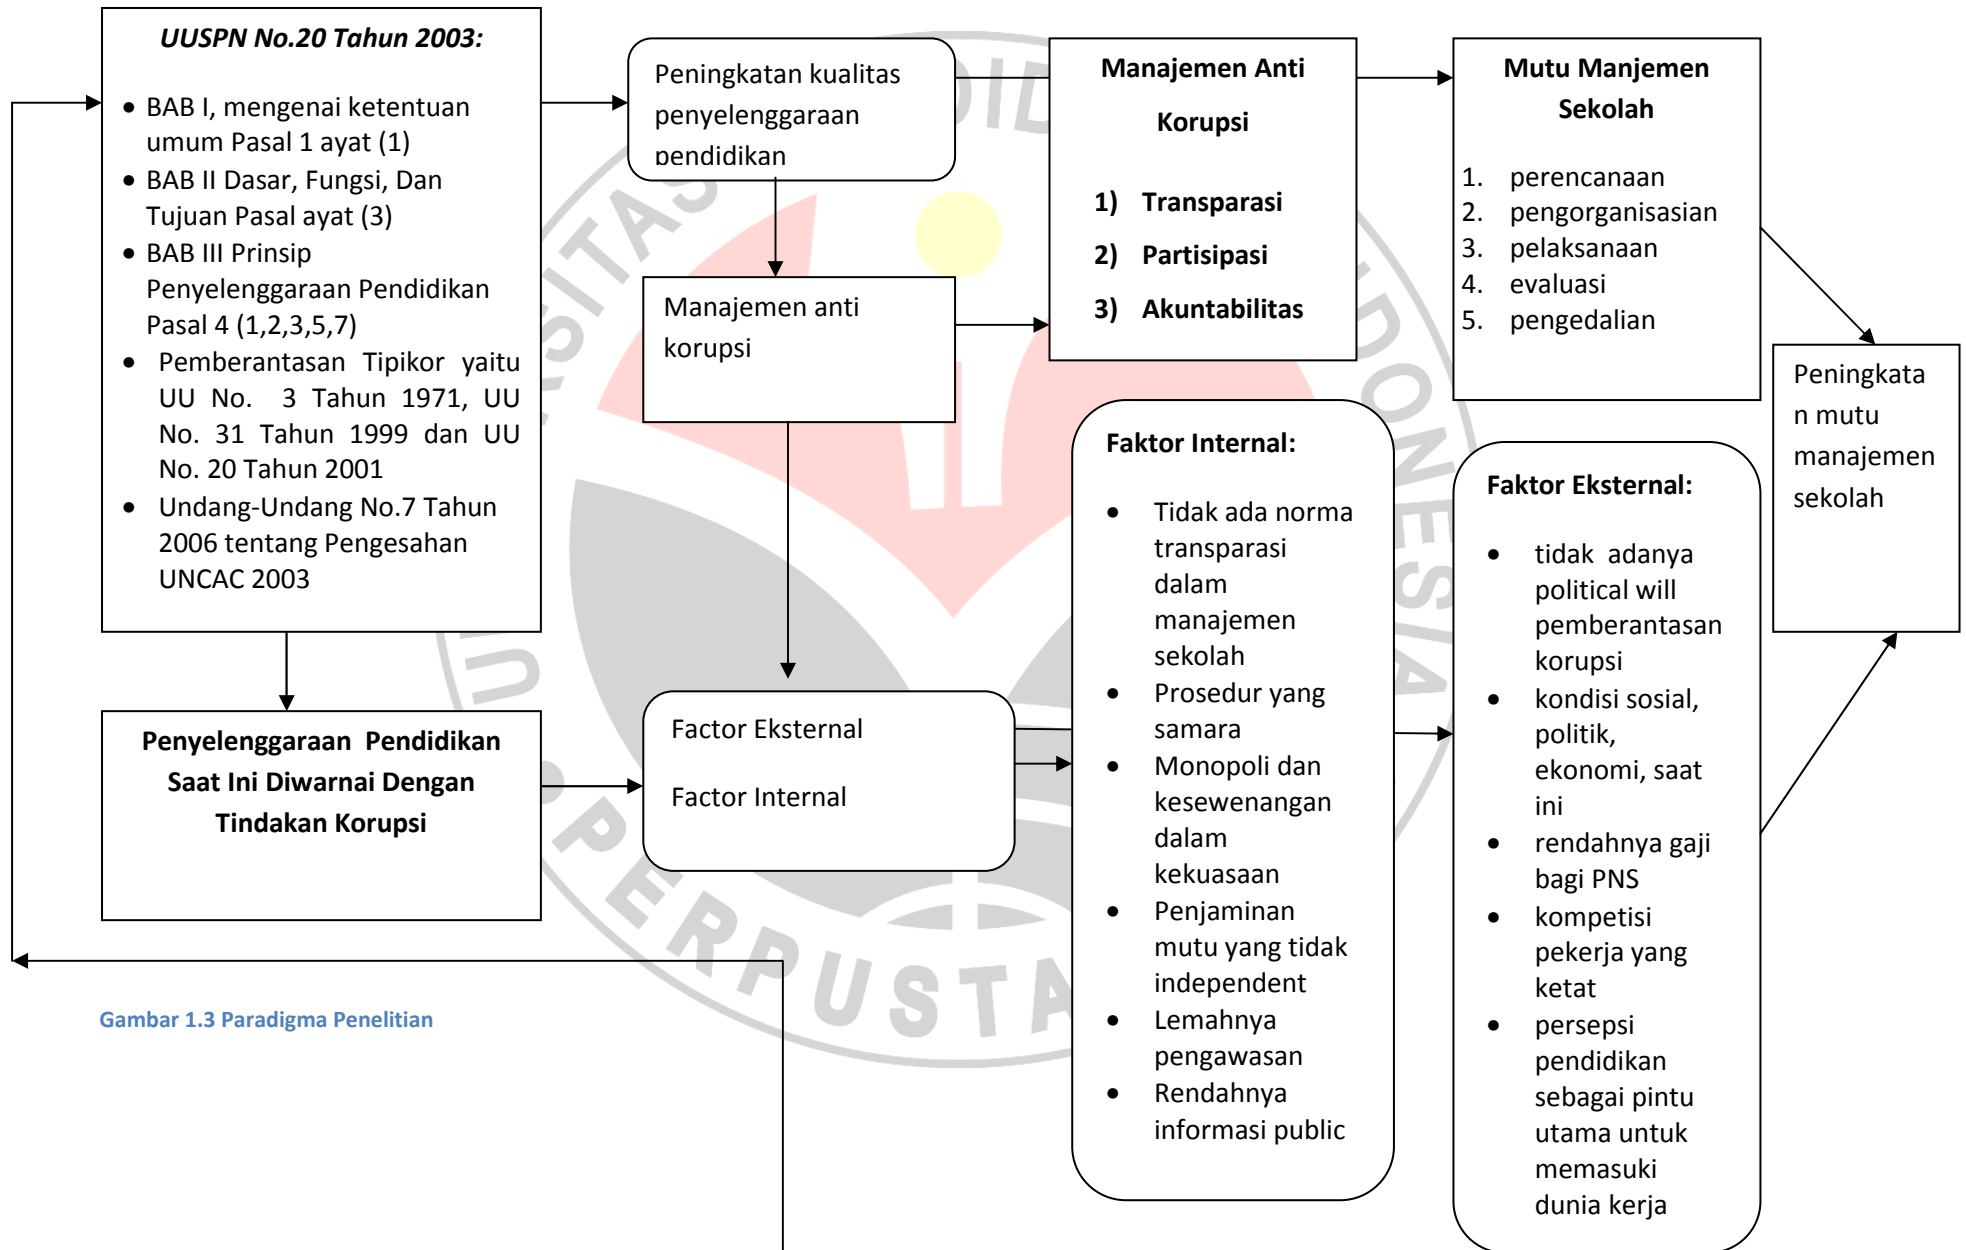 UUSPN No.20 Tahun 2003:
• BAB I, mengenai ketentuan
umum Pasal 1 ayat (1)
• BAB II Dasar, Fungsi, Dan
Tujuan Pasal ayat (3)
• BAB III Prinsip
Penyelenggaraan Pendidikan
Pasal 4 (1,2,3,5,7)
• Pemberantasan Tipikor yaitu
UU No. 3 Tahun 1971, UU
No. 31 Tahun 1999 dan UU
No. 20 Tahun 2001
• Undang-Undang No.7 Tahun
2006 tentang Pengesahan
UNCAC 2003
Penyelenggaraan Pendidikan
Saat Ini Diwarnai Dengan
Tindakan Korupsi
Peningkatan kualitas
penyelenggaraan
pendidikan
Manajemen anti
korupsi
Factor Eksternal
Factor Internal
Manajemen Anti
Korupsi
1) Transparasi
2) Partisipasi
3) Akuntabilitas
Faktor Internal:
• Tidak ada norma
transparasi
dalam
manajemen
sekolah
• Prosedur yang
samara
• Monopoli dan
kesewenangan
dalam
kekuasaan
• Penjaminan
mutu yang tidak
independent
• Lemahnya
pengawasan
• Rendahnya
informasi public
Mutu Manjemen
Sekolah
1. perencanaan
2. pengorganisasian
3. pelaksanaan
4. evaluasi
5. pengedalian
Faktor Eksternal:
• tidak adanya
political will
pemberantasan
korupsi
• kondisi sosial,
politik,
ekonomi, saat
ini
• rendahnya gaji
bagi PNS
• kompetisi
pekerja yang
ketat
• persepsi
pendidikan
sebagai pintu
utama untuk
memasuki
dunia kerja
Peningkata
n mutu
manajemen
sekolah
Gambar 1.3 Paradigma Penelitian